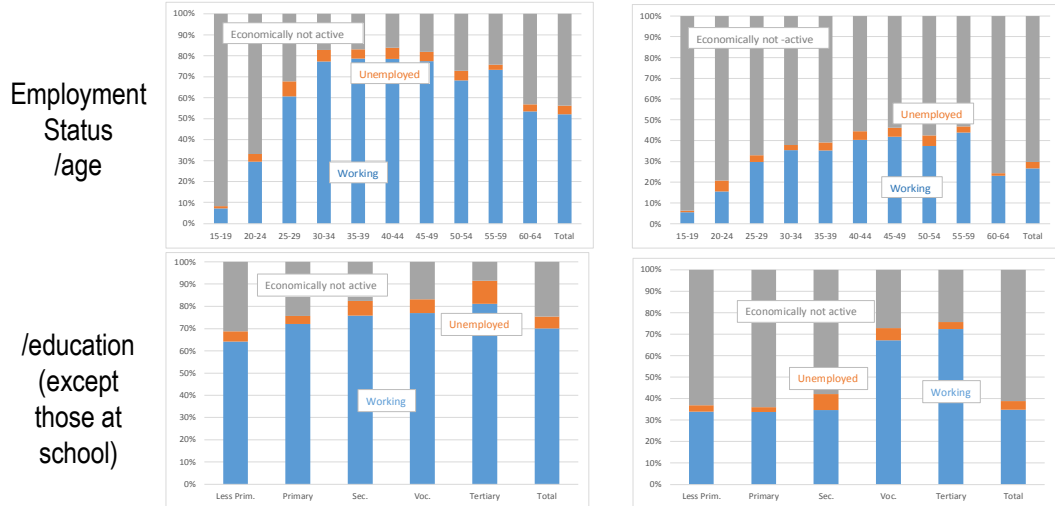 Employment
Status
/age
100%
90%
80%
70%
60%
50%
40%
30%
20%
10%
0%
Economically not active
Unemployed
Working
15-19 20-24 25-29 30-34 35-39 40-44 45-49 50-54 55-59 60-64 Total
100%
90%
80%
70%
60%
50%
40%
30%
20%
10%
0%
Economically not -active
Unemployed
Working
15-19 20-24 25-29 30-34 35-39 40-44 45-49 50-54 55-59 60-64 Total
/education
(except
those at
school)
100%
90%
80%
70%
60%
50%
40%
30%
20%
10%
0%
Economically not active
Unemployed
Working
Less Prim. Primary Sec. Voc. Tertiary Total
100%
90%
80%
70%
60%
50%
40%
30%
20%
10%
0%
Economically not active
Unemployed
Working
Less Prim. Primary Sec. Voc. Tertiary Total